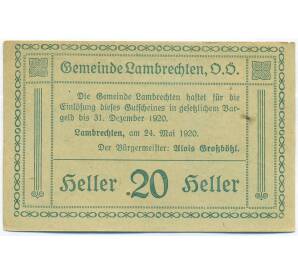 Gemeinde Lambrechten, O.Ö.
Die Gemeinde Lambrechten haftet für die
Einlösung dieses Gutscheines in gesetzlichem Bar-
geld bis 31. Dezember 1920.
Lambrechten, am 24. Mai 1920.
Der Bürgermeister: Alois Großbötzl.
Heller 20 Heller